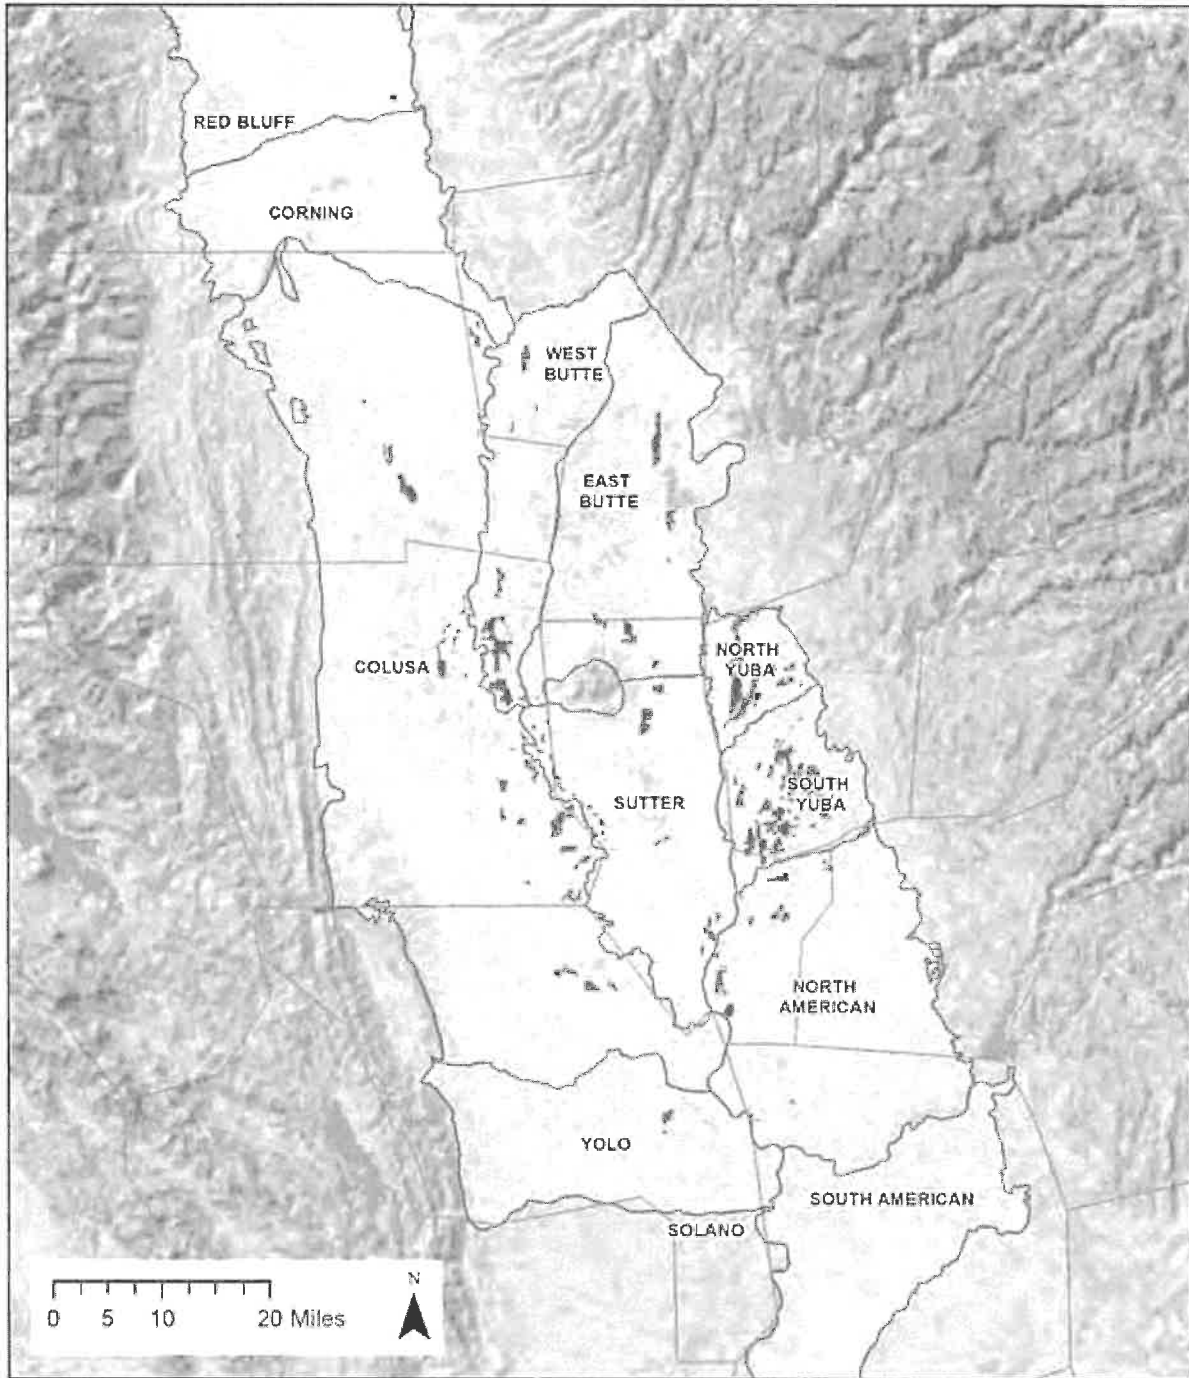 RED BLUFF
CORNING
WEST
BUTTE
EAST
BUTTE
COLUSA
NORTH
YUBA
SOUTH
YUBA
SUTTER
NORTH
AMERICAN
YOLO
SOUTH AMERICAN
SOLANO
N
0 5 10 20 Miles